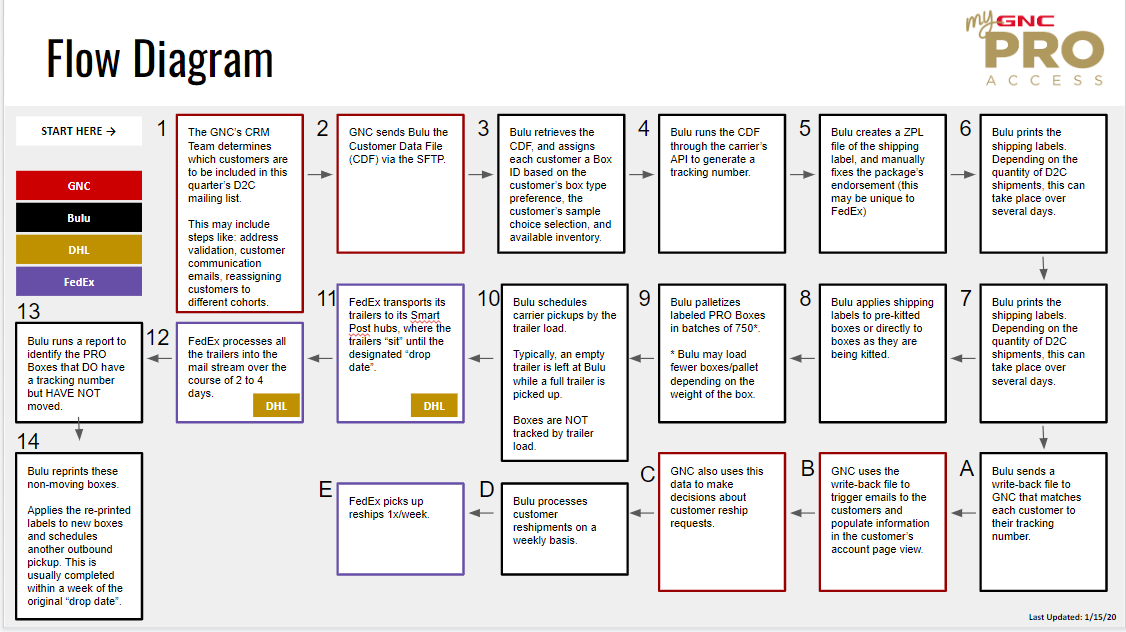 Flow Diagram
myGNC
PRO
ACCESS
START HERE →
GNC
Bulu
DHL
FedEx
1
The GNC's CRM
Team determines
which customers are
to be included in this
quarter's D2C
mailing list.
This may include
steps like: address
validation, customer
communication
emails, reassigning
customers to
different cohorts.
2
GNC sends Bulu the
Customer Data File
(CDF) via the SFTP.
3
Bulu retrieves the
CDF, and assigns
each customer a Box
ID based on the
customer's box type
preference, the
customer's sample
choice selection, and
available inventory.
4
Bulu runs the CDF
through the carrier's
API to generate a
tracking number.
5
Bulu creates a ZPL
file of the shipping
label, and manually
fixes the package's
endorsement (this
may be unique to
FedEx)
6
Bulu prints the
shipping labels.
Depending on the
quantity of D2C
shipments, this can
take place over
several days.
7
Bulu prints the
shipping labels.
Depending on the
quantity of D2C
shipments, this can
take place over
several days.
8
Bulu applies shipping
labels to pre-kitted
boxes or directly to
boxes as they are
being kitted.
9
Bulu palletizes
labeled PRO Boxes
in batches of 750*.
* Bulu may load
fewer boxes/pallet
depending on the
weight of the box.
10
Bulu schedules
carrier pickups by the
trailer load.
Typically, an empty
trailer is left at Bulu
while a full trailer is
picked up.
Boxes are NOT
tracked by trailer
load.
11
FedEx transports its
trailers to its Smart
Post hubs, where the
trailers "sit" until the
designated "drop
date".
DHL
12
FedEx processes all
the trailers into the
mail stream over the
course of 2 to 4
days.
DHL
13
Bulu runs a report to
identify the PRO
Boxes that DO have
a tracking number
but HAVE NOT
moved.
14
Bulu reprints these
non-moving boxes.
Applies the re-printed
labels to new boxes
and schedules
another outbound
pickup. This is
usually completed
within a week of the
original "drop date".
A
Bulu sends a
write-back file to
GNC that matches
each customer to
their tracking
number.
B
GNC uses the
write-back file to
trigger emails to the
customers and
populate information
in the customer's
account page view.
C
GNC also uses this
data to make
decisions about
customer reship
requests.
D
Bulu processes
customer
reshipments on a
weekly basis.
E
FedEx picks up
reships 1x/week.
Last Updated: 1/15/20